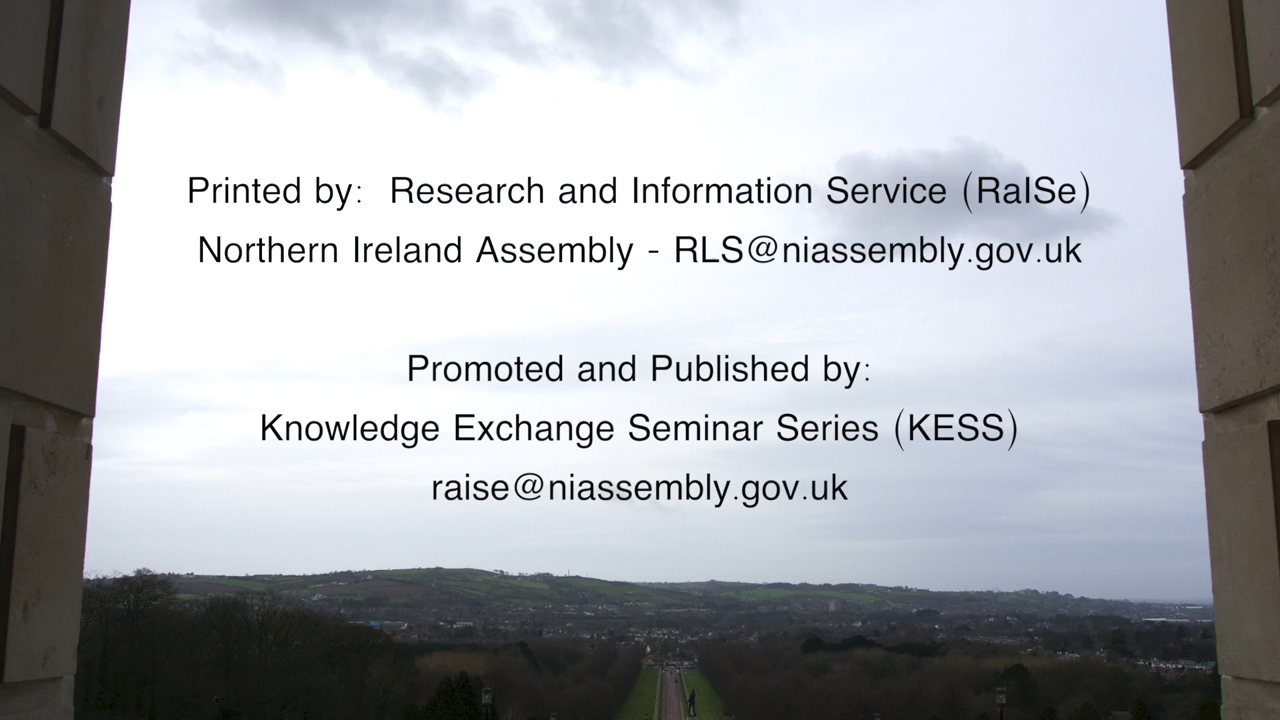 Printed by:  Research and Information Service (RaISe)
Northern Ireland Assembly - RLS@niassembly.gov.uk
Promoted and Published by:
Knowledge Exchange Seminar Series (KESS)
raise@niassembly.gov.uk